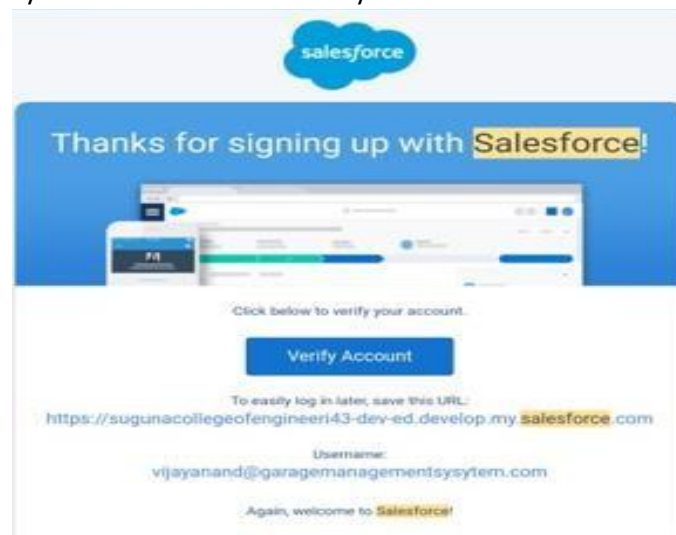 salesforce
Thanks for signing up with Salesforce!
Click below to verify your account.
Verify Account
To easily log in later, save this URL:
https://sugunacollegeofengineeri43-dev-ed.develop.my.salesforce.com
Username:
vijayanand@garagemanagementsysytem.com
Again, welcome to Salesforce!